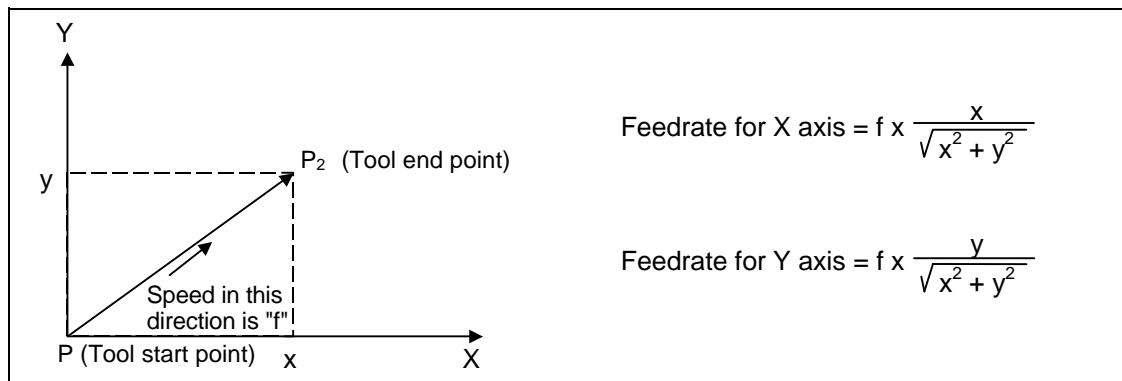 Y
P₂ (Tool end point)
y
Speed in this
direction is "f"
P (Tool start point)
x
X
Feedrate for X axis = f x x / √x² + y²
Feedrate for Y axis = f x y / √x² + y²